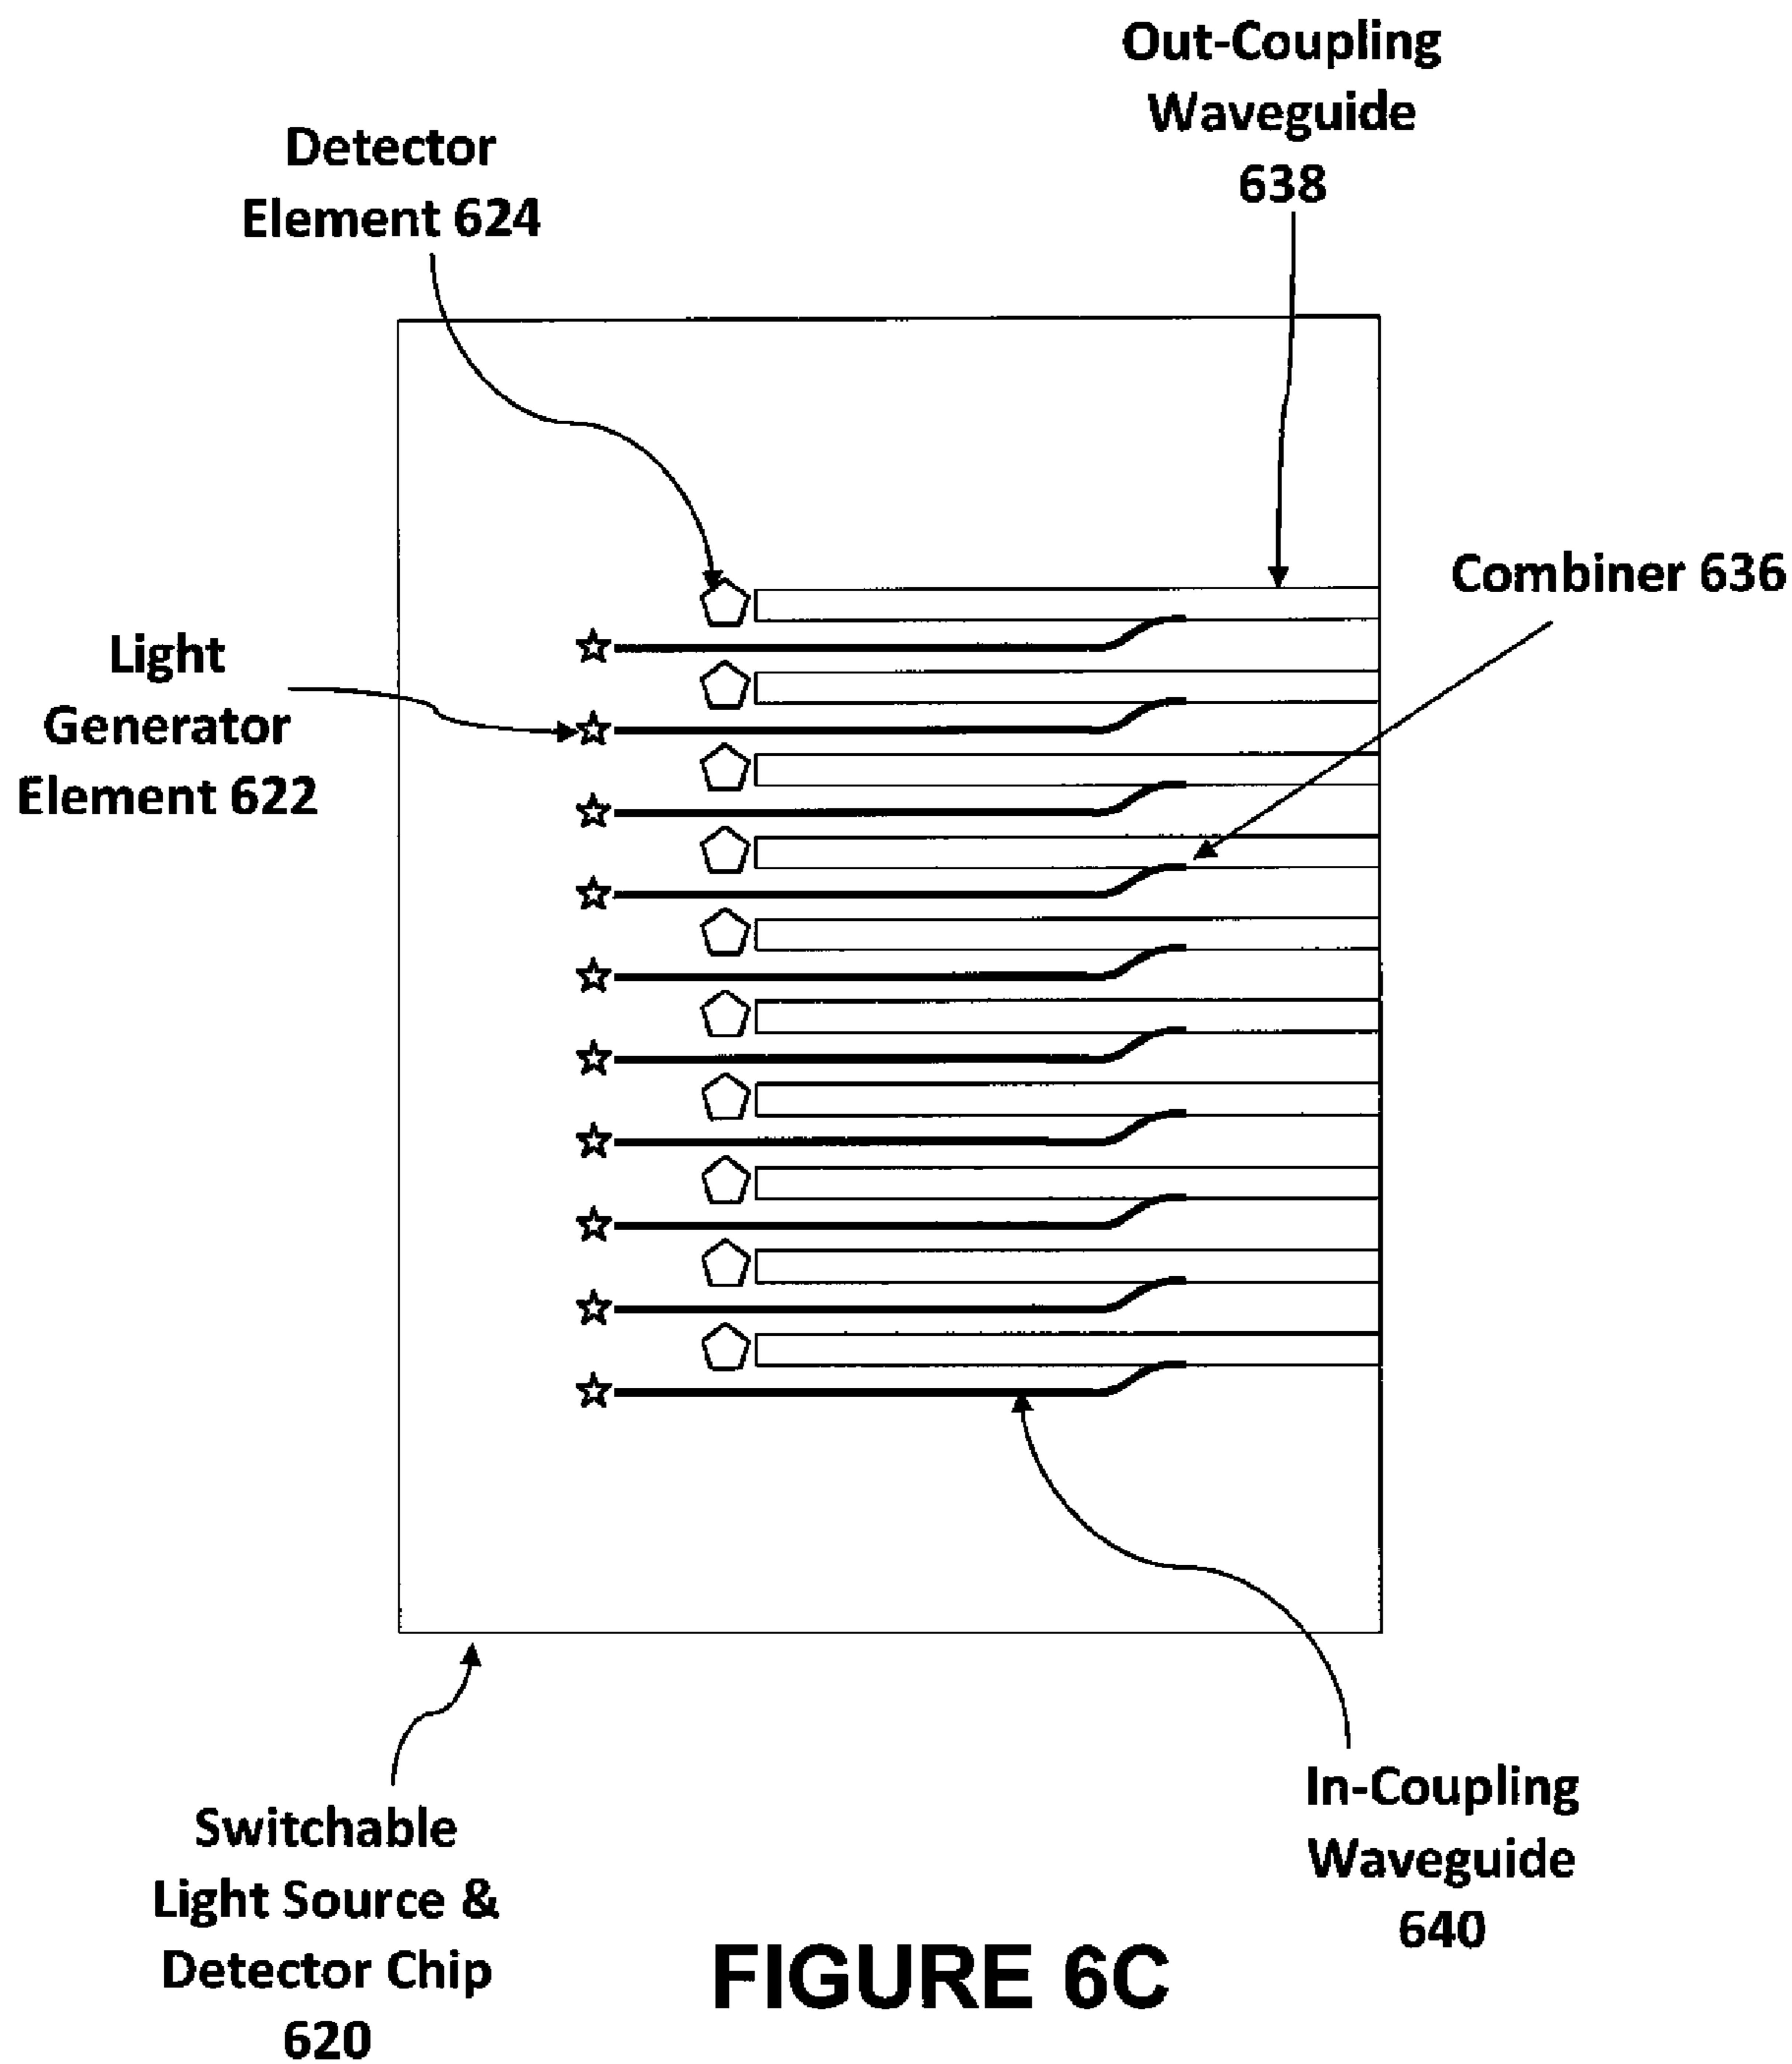 Out-Coupling
Waveguide
638
Detector
Element 624
Combiner 636
Light
Generator
Element 622
In-Coupling
Waveguide
640
Switchable
Light Source &
Detector Chip
620
FIGURE 6C